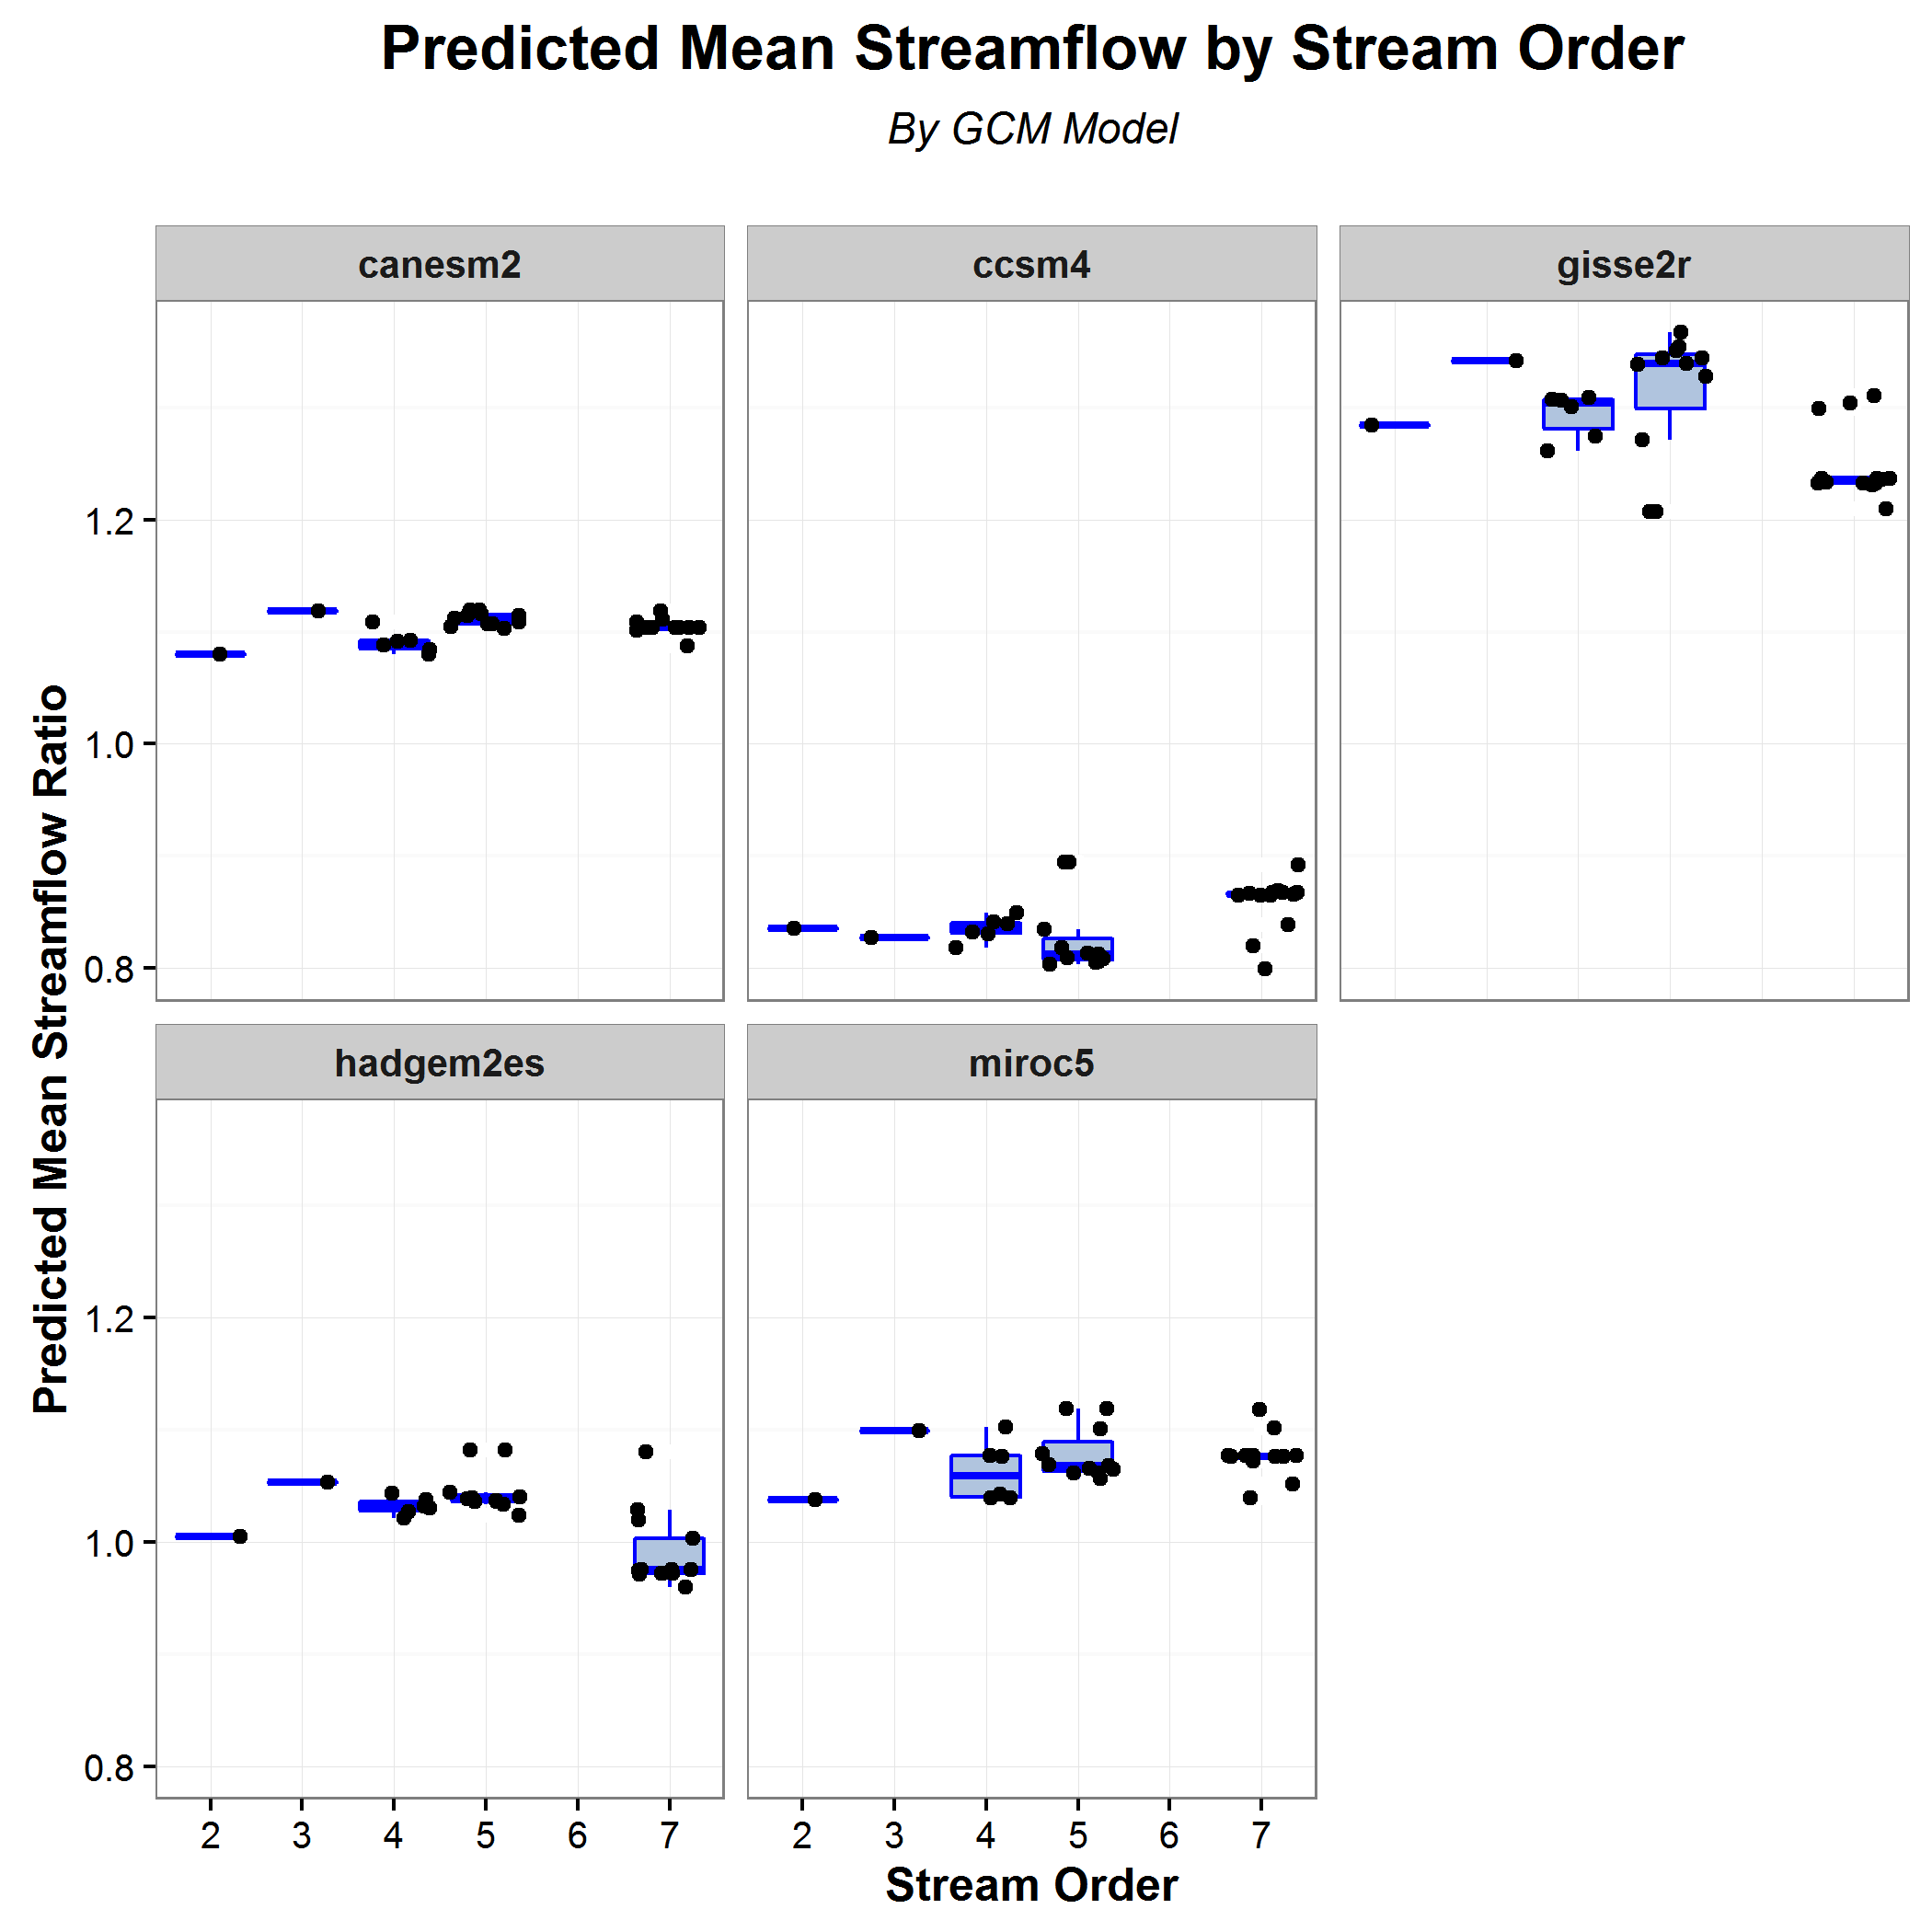 Predicted Mean Streamflow by Stream Order
By GCM Model
canesm2
ccsm4
gisse2r
1.2
1.0
0.8
Predicted Mean Streamflow Ratio
hadgem2es
miroc5
1.2
1.0
0.8
2 3 4 5 6 7
2 3 4 5 6 7
Stream Order